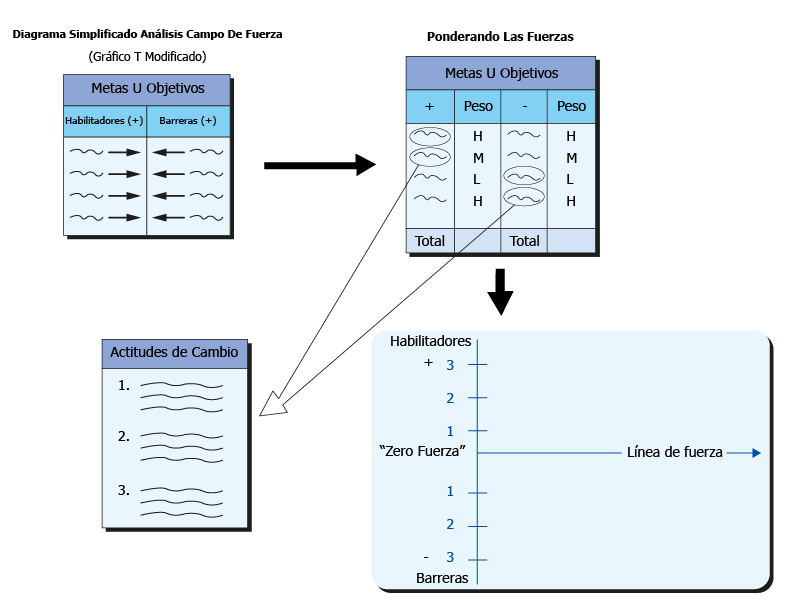 Diagrama Simplificado Análisis Campo De Fuerza
(Gráfico T Modificado)
Metas U Objetivos
Habilitadores (+) Barreras (+)
Ponderando Las Fuerzas
Metas U Objetivos
+ Peso - Peso
H H
M M
L L
H H
Total Total
Actitudes de Cambio
1.
2.
3.
Habilitadores
+ 3
2
1
“Zero Fuerza” Línea de fuerza
1
2
- 3
Barreras